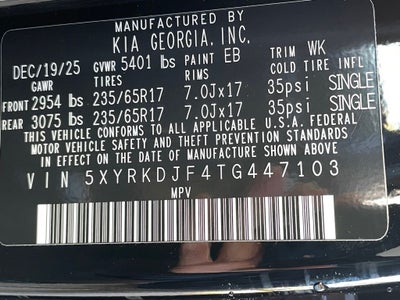 MANUFACTURED BY
KIA GEORGIA, INC.
DEC/19/25 GVWR 5401 lbs PAINT EB TRIM WK
GAWR TIRES RIMS COLD TIRE INFL
FRONT 2954 lbs 235/65R17 7.0Jx17 35psi SINGLE
REAR 3075 lbs 235/65R17 7.0Jx17 35psi SINGLE
THIS VEHICLE CONFORMS TO ALL APPLICABLE U.S.A. FEDERAL
MOTOR VEHICLE SAFETY AND THEFT PREVENTION STANDARDS
IN EFFECT ON THE DATE OF MANUFACTURE SHOWN ABOVE
VIN 5XYRKDJF4TG447103
MPV